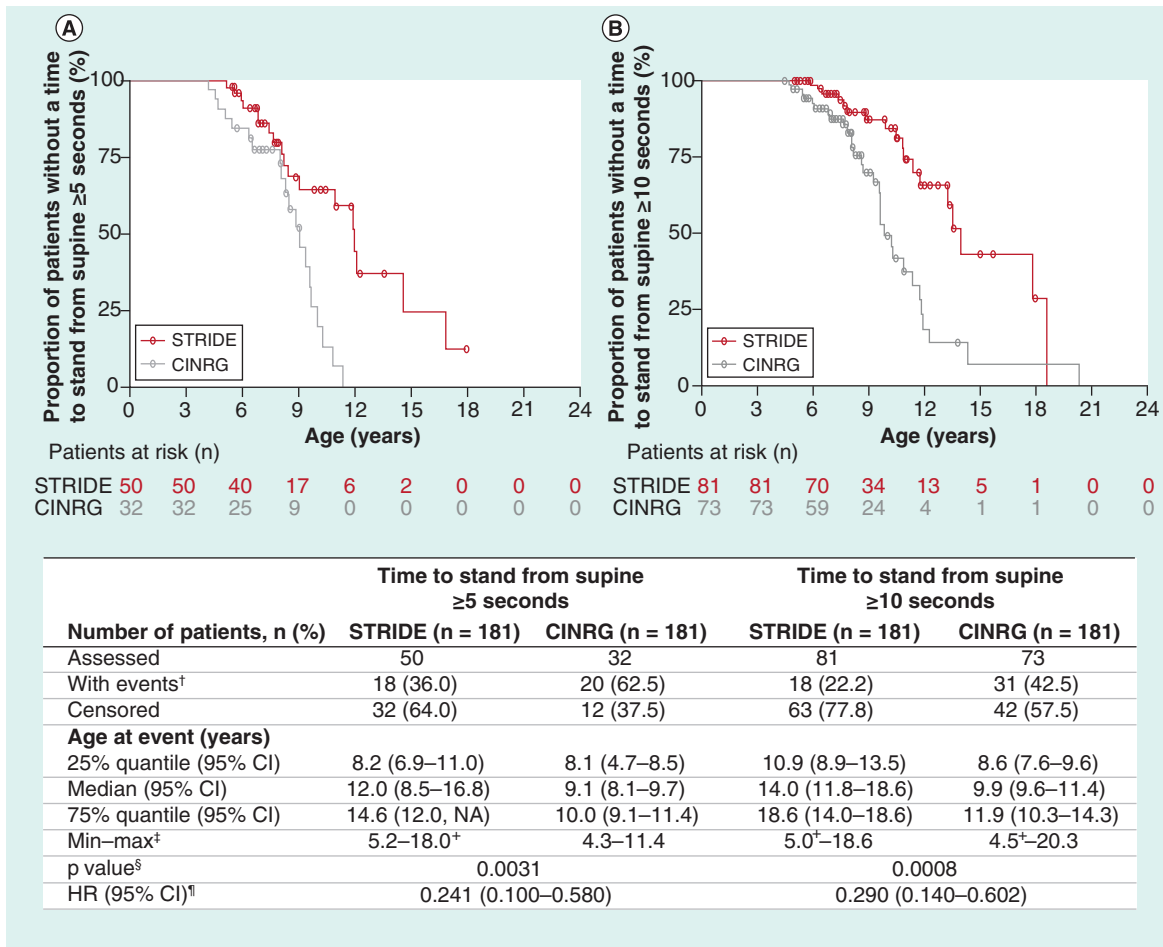 A
Proportion of patients without a time
to stand from supine ≥5 seconds (%)
100
75
50
25
0
STRIDE
CINRG
0 3 6 9 12 15 18 21 24
Age (years)
Patients at risk (n)
STRIDE 50 50 40 17 6 2 0 0 0
CINRG 32 32 25 9 0 0 0 0 0
B
Proportion of patients without a time
to stand from supine ≥10 seconds (%)
100
75
50
25
0
STRIDE
CINRG
0 3 6 9 12 15 18 21 24
Age (years)
Patients at risk (n)
STRIDE 81 81 70 34 13 5 1 0 0
CINRG 73 73 59 24 4 1 1 0 0
Time to stand from supine Time to stand from supine
≥5 seconds ≥10 seconds
Number of patients, n (%) STRIDE (n = 181) CINRG (n = 181) STRIDE (n = 181) CINRG (n = 181)
Assessed 50 32 81 73
With events† 18 (36.0) 20 (62.5) 18 (22.2) 31 (42.5)
Censored 32 (64.0) 12 (37.5) 63 (77.8) 42 (57.5)
Age at event (years)
25% quantile (95% CI) 8.2 (6.9–11.0) 8.1 (4.7–8.5) 10.9 (8.9–13.5) 8.6 (7.6–9.6)
Median (95% CI) 12.0 (8.5–16.8) 9.1 (8.1–9.7) 14.0 (11.8–18.6) 9.9 (9.6–11.4)
75% quantile (95% CI) 14.6 (12.0, NA) 10.0 (9.1–11.4) 18.6 (14.0–18.6) 11.9 (10.3–14.3)
Min–max‡ 5.2–18.0+ 4.3–11.4 5.0+–18.6 4.5+–20.3
p value§ 0.0031 0.0008
HR (95% CI)¶ 0.241 (0.100–0.580) 0.290 (0.140–0.602)